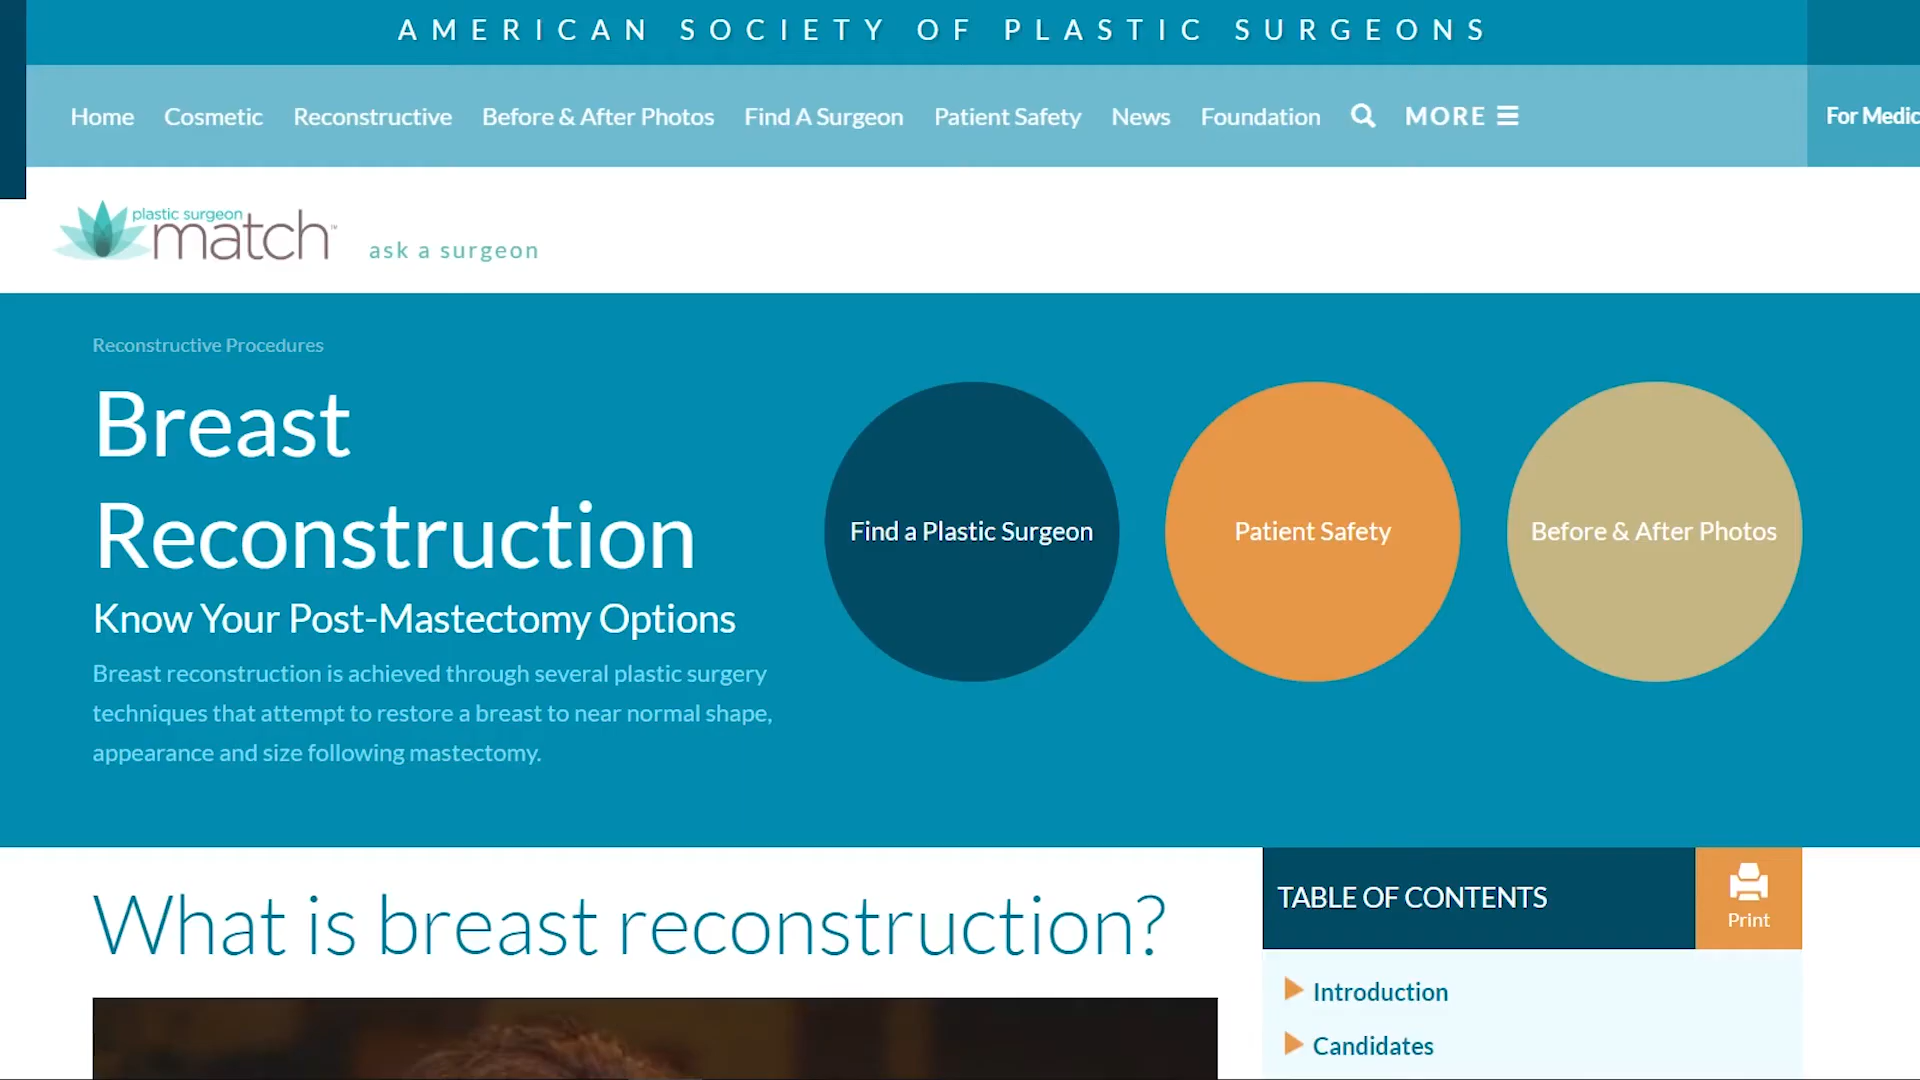 AMERICAN SOCIETY OF PLASTIC SURGEONS
Home Cosmetic Reconstructive Before & After Photos Find A Surgeon Patient Safety News Foundation MORE For Medic
plastic surgeon
match™
ask a surgeon
Reconstructive Procedures
Breast
Reconstruction
Know Your Post-Mastectomy Options
Breast reconstruction is achieved through several plastic surgery
techniques that attempt to restore a breast to near normal shape,
appearance and size following mastectomy.
Find a Plastic Surgeon
Patient Safety
Before & After Photos
What is breast reconstruction?
TABLE OF CONTENTS
Print
Introduction
Candidates